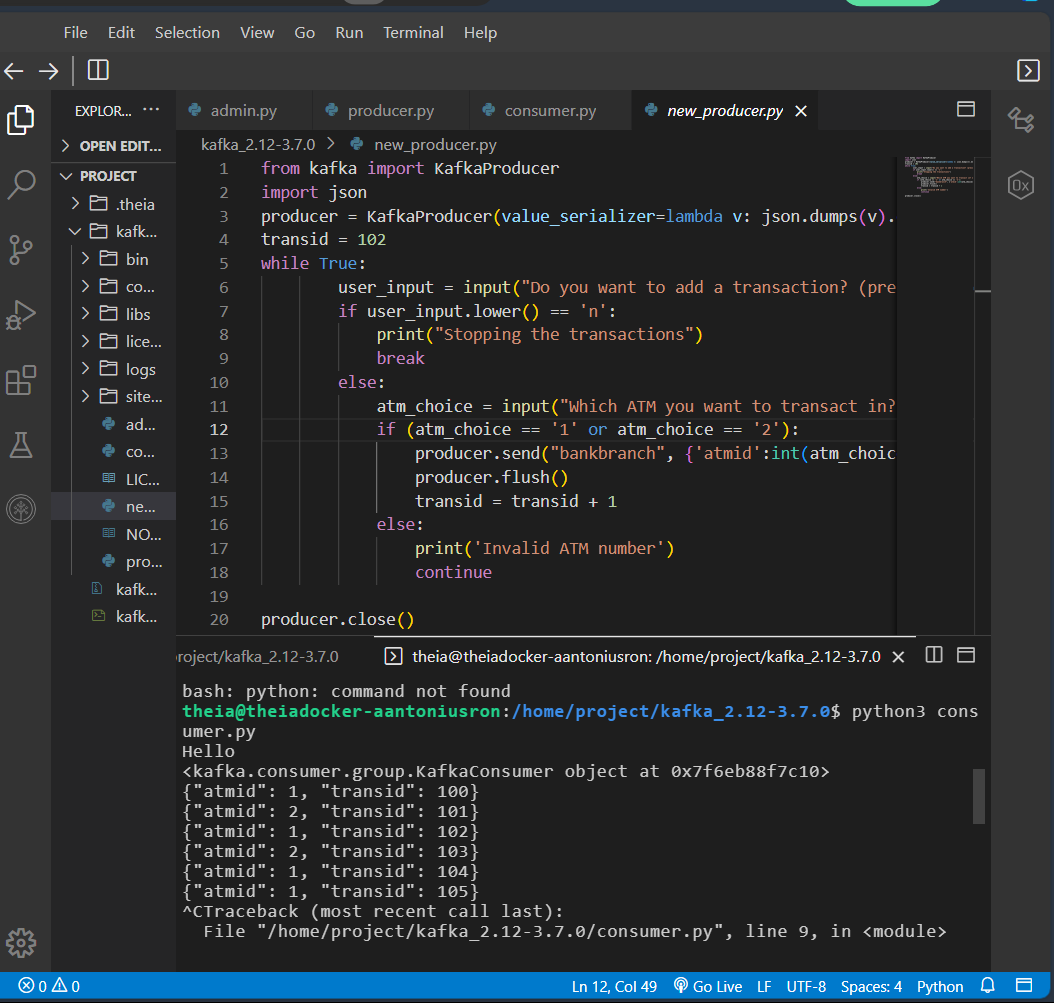 File Edit Selection View Go Run Terminal Help
EXPLOR... ···
admin.py producer.py consumer.py new_producer.py
OPEN EDIT...
PROJECT
.theia
kafk...
bin
co...
libs
lice...
logs
site...
ad...
co...
LIC...
ne...
NO...
pro...
kafk...
kafk...
0x
kafka_2.12-3.7.0 > new_producer.py
1 from kafka import KafkaProducer
2 import json
3 producer = KafkaProducer(value_serializer=lambda v: json.dumps(v).
4 transid = 102
5 while True:
6 user_input = input("Do you want to add a transaction? (pre
7 if user_input.lower() == 'n':
8 print("Stopping the transactions")
9 break
10 else:
11 atm_choice = input("Which ATM you want to transact in?
12 if (atm_choice == '1' or atm_choice == '2'):
13 producer.send("bankbranch", {'atmid':int(atm_choic
14 producer.flush()
15 transid = transid + 1
16 else:
17 print('Invalid ATM number')
18 continue
19
20 producer.close()
roject/kafka_2.12-3.7.0 theia@theiadocker-aantoniusron: /home/project/kafka_2.12-3.7.0
bash: python: command not found
theia@theiadocker-aantoniusron:/home/project/kafka_2.12-3.7.0$ python3 cons
umer.py
Hello
<kafka.consumer.group.KafkaConsumer object at 0x7f6eb88f7c10>
{"atmid": 1, "transid": 100}
{"atmid": 2, "transid": 101}
{"atmid": 1, "transid": 102}
{"atmid": 2, "transid": 103}
{"atmid": 1, "transid": 104}
{"atmid": 1, "transid": 105}
^CTraceback (most recent call last):
File "/home/project/kafka_2.12-3.7.0/consumer.py", line 9, in <module>
0 0 Ln 12, Col 49 Go Live LF UTF-8 Spaces: 4 Python